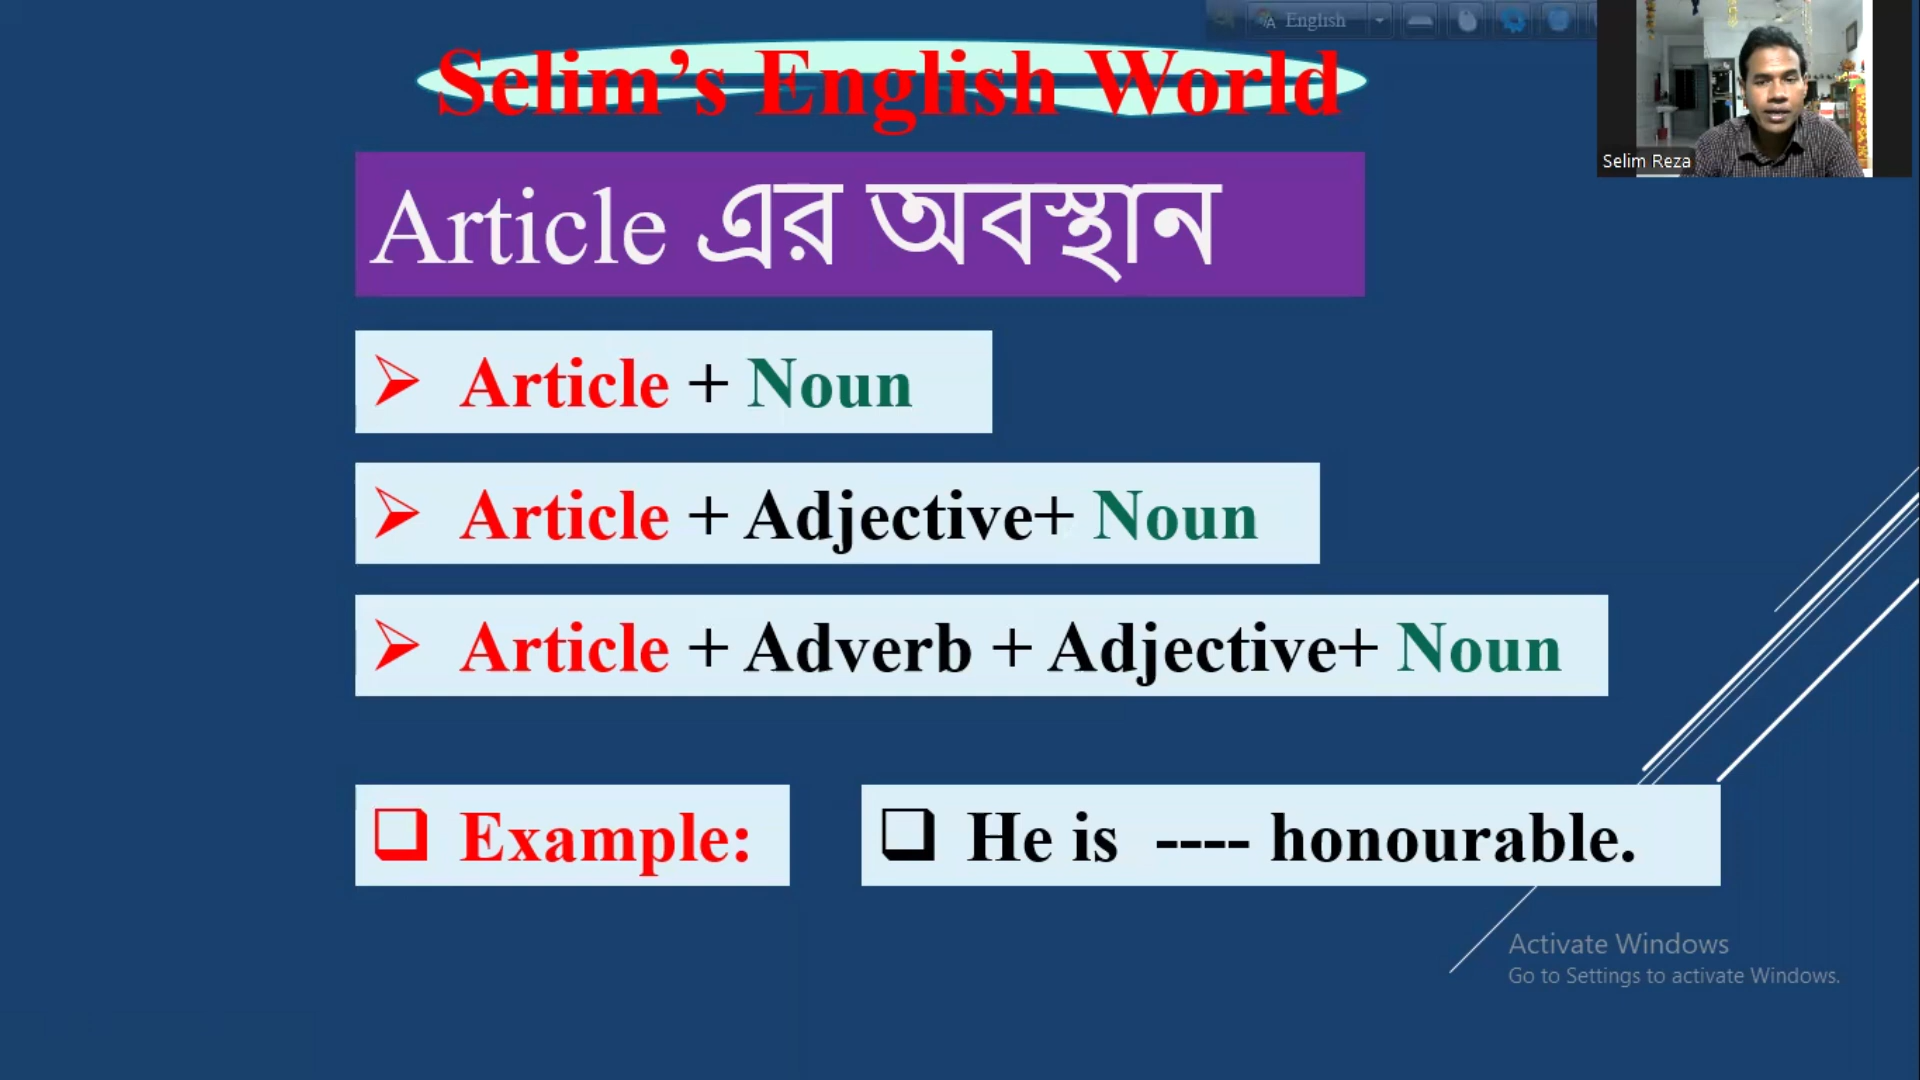 English
Selim's English World
Selim Reza
Article এর অবস্থান
Article + Noun
Article + Adjective+ Noun
Article + Adverb + Adjective+ Noun
Example:
He is ---- honourable.
Activate Windows
Go to Settings to activate Windows.